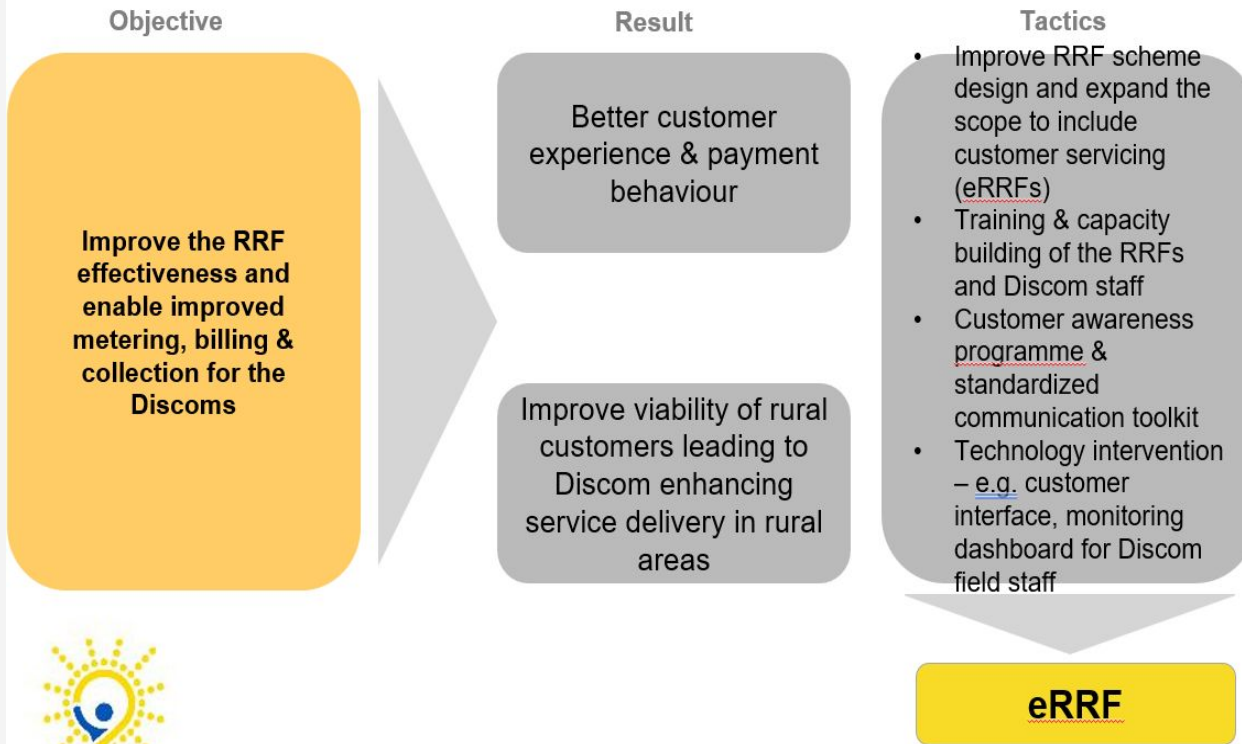 Objective
Improve the RRF
effectiveness and
enable improved
metering, billing &
collection for the
Discoms
Result
Better customer
experience & payment
behaviour
Improve viability of rural
customers leading to
Discom enhancing
service delivery in rural
areas
Tactics
• Improve RRF scheme
design and expand the
scope to include
customer servicing
(eRRFs)
• Training & capacity
building of the RRFs
and Discom staff
• Customer awareness
programme &
standardized
communication toolkit
• Technology intervention
– e.g. customer
interface, monitoring
dashboard for Discom
field staff
eRRF